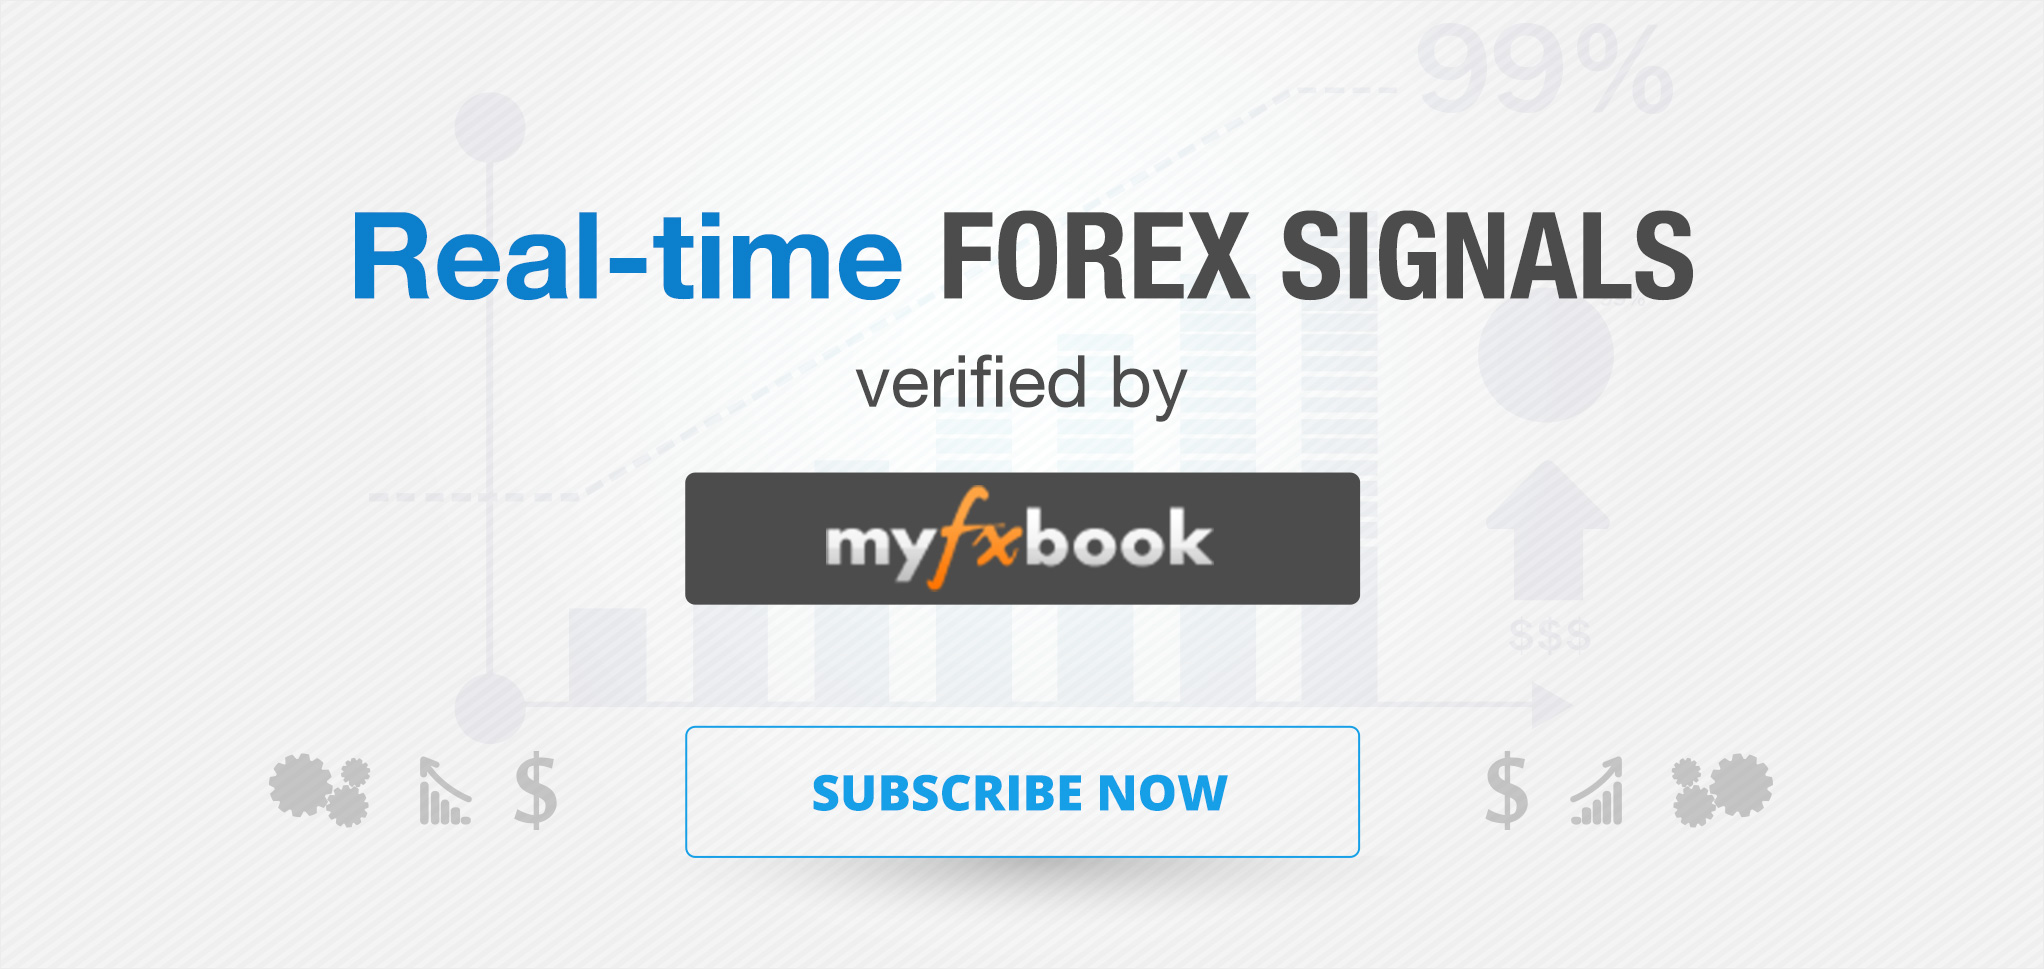 99%
Real-time FOREX SIGNALS
verified by
myfxbook
$$$
$
SUBSCRIBE NOW
$